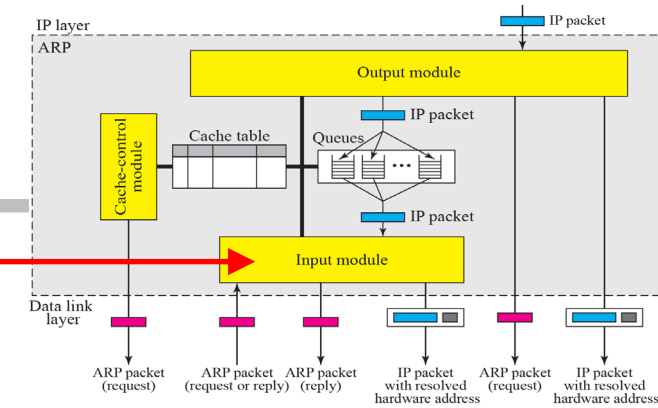 IP packet
IP layer
ARP
Output module
IP packet
Cache table
Queues
Cache-control
module
IP packet
Input module
Data link
layer
ARP packet
(request)
ARP packet
(request or reply)
ARP packet
(reply)
IP packet
with resolved
hardware address
ARP packet
(request)
IP packet
with resolved
hardware address